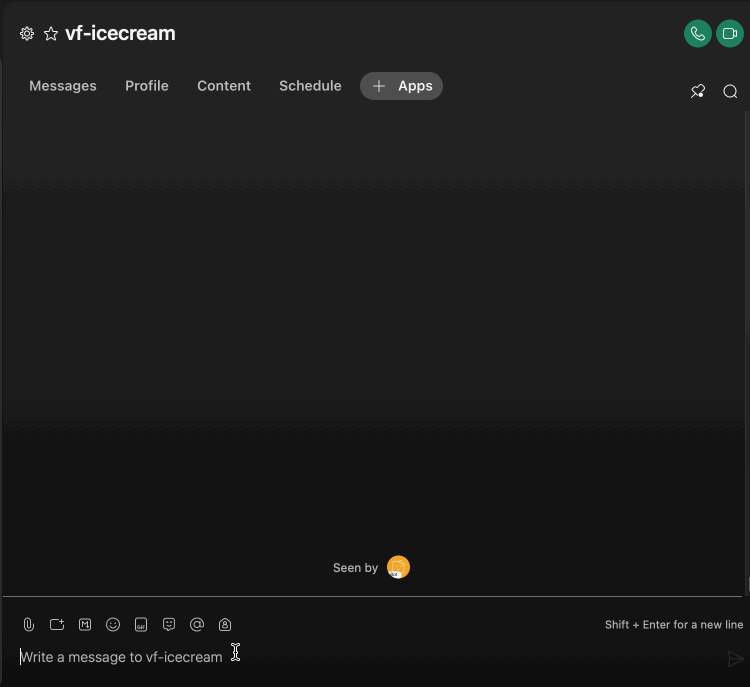 vf-icecream
Messages Profile Content Schedule + Apps
Seen by
Shift + Enter for a new line
Write a message to vf-icecream